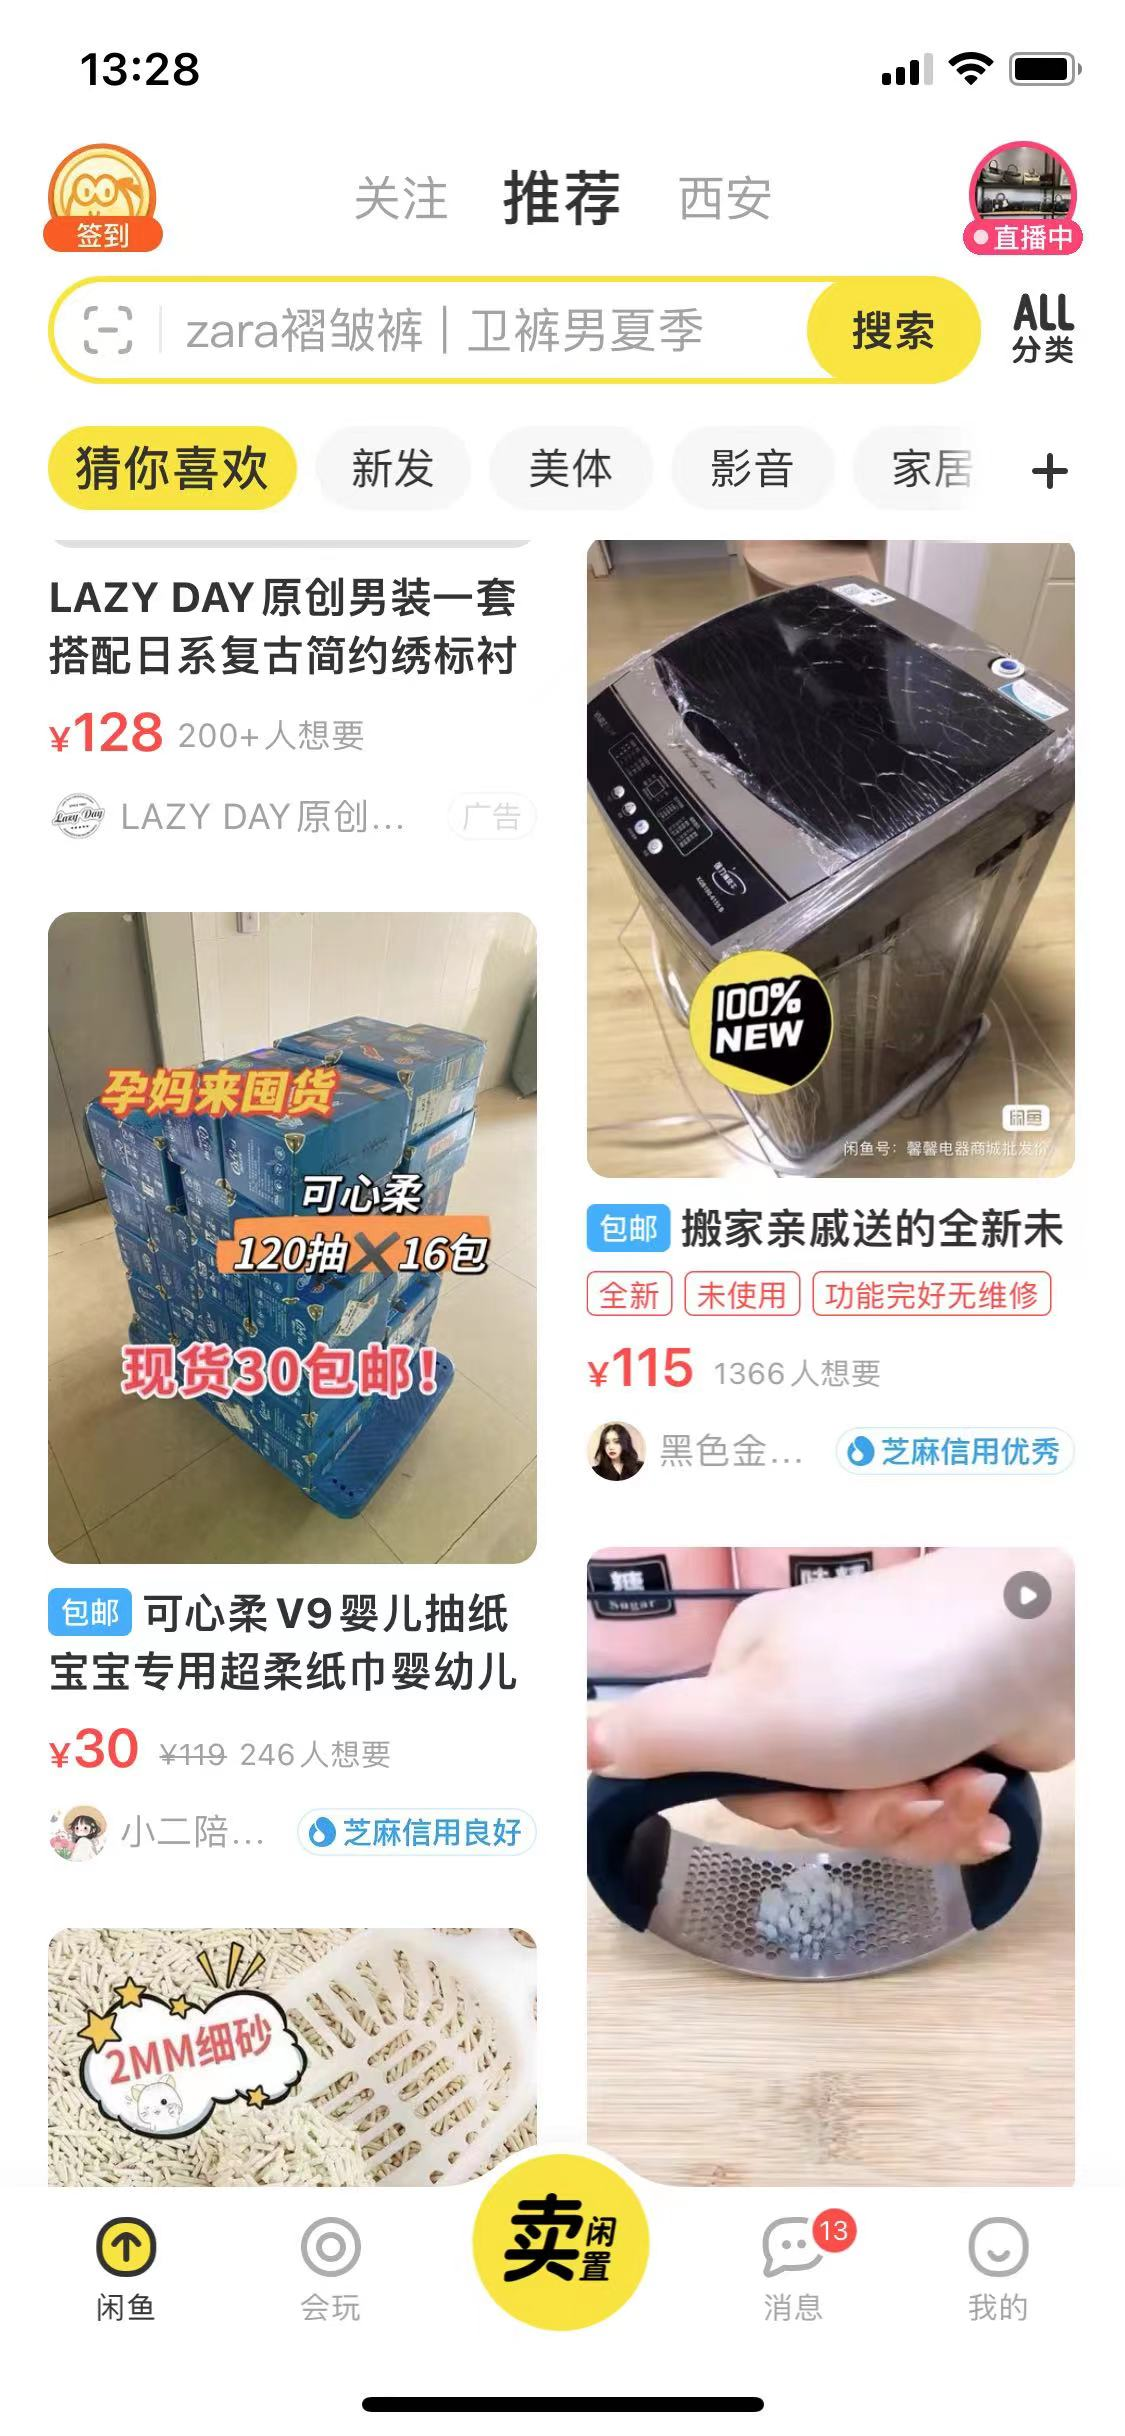 13:28
签到
关注
推荐
西安
直播中
zara褶皱裤 | 卫裤男夏季
搜索
ALL
分类
猜你喜欢
新发
美体
影音
家居
+
LAZY DAY原创男装一套
搭配日系复古简约绣标衬
¥128 200+人想要
LAZY DAY原创...
广告
孕妈来囤货
可心柔
120抽✖16包
现货30包邮！
包邮 可心柔V9婴儿抽纸
宝宝专用超柔纸巾婴幼儿
¥30 ¥119 246人想要
小二陪...
芝麻信用良好
2MM细砂
100%
NEW
闲鱼
闲鱼号：馨馨电器商城批发价
包邮 搬家亲戚送的全新未
全新 未使用 功能完好无维修
¥115 1366人想要
黑色金...
芝麻信用优秀
糖
Sugar
闲鱼
会玩
卖闲置
13
消息
我的